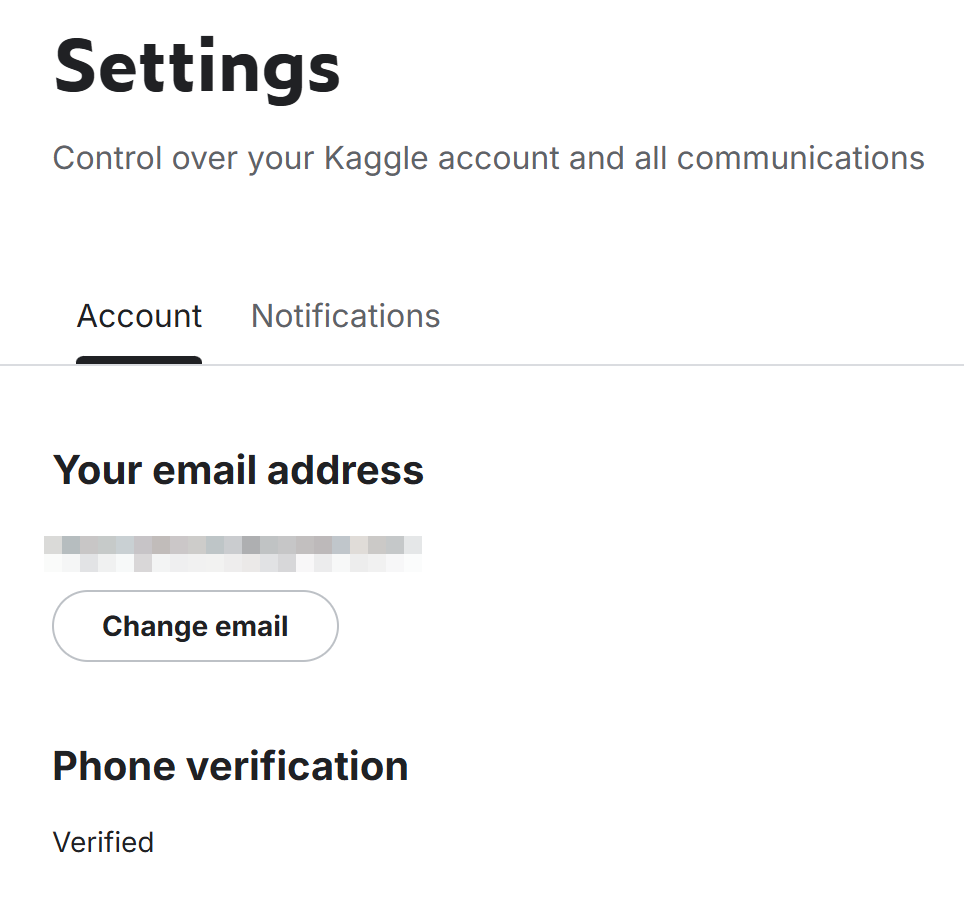 Settings
Control over your Kaggle account and all communications
Account
Notifications
Your email address
Change email
Phone verification
Verified